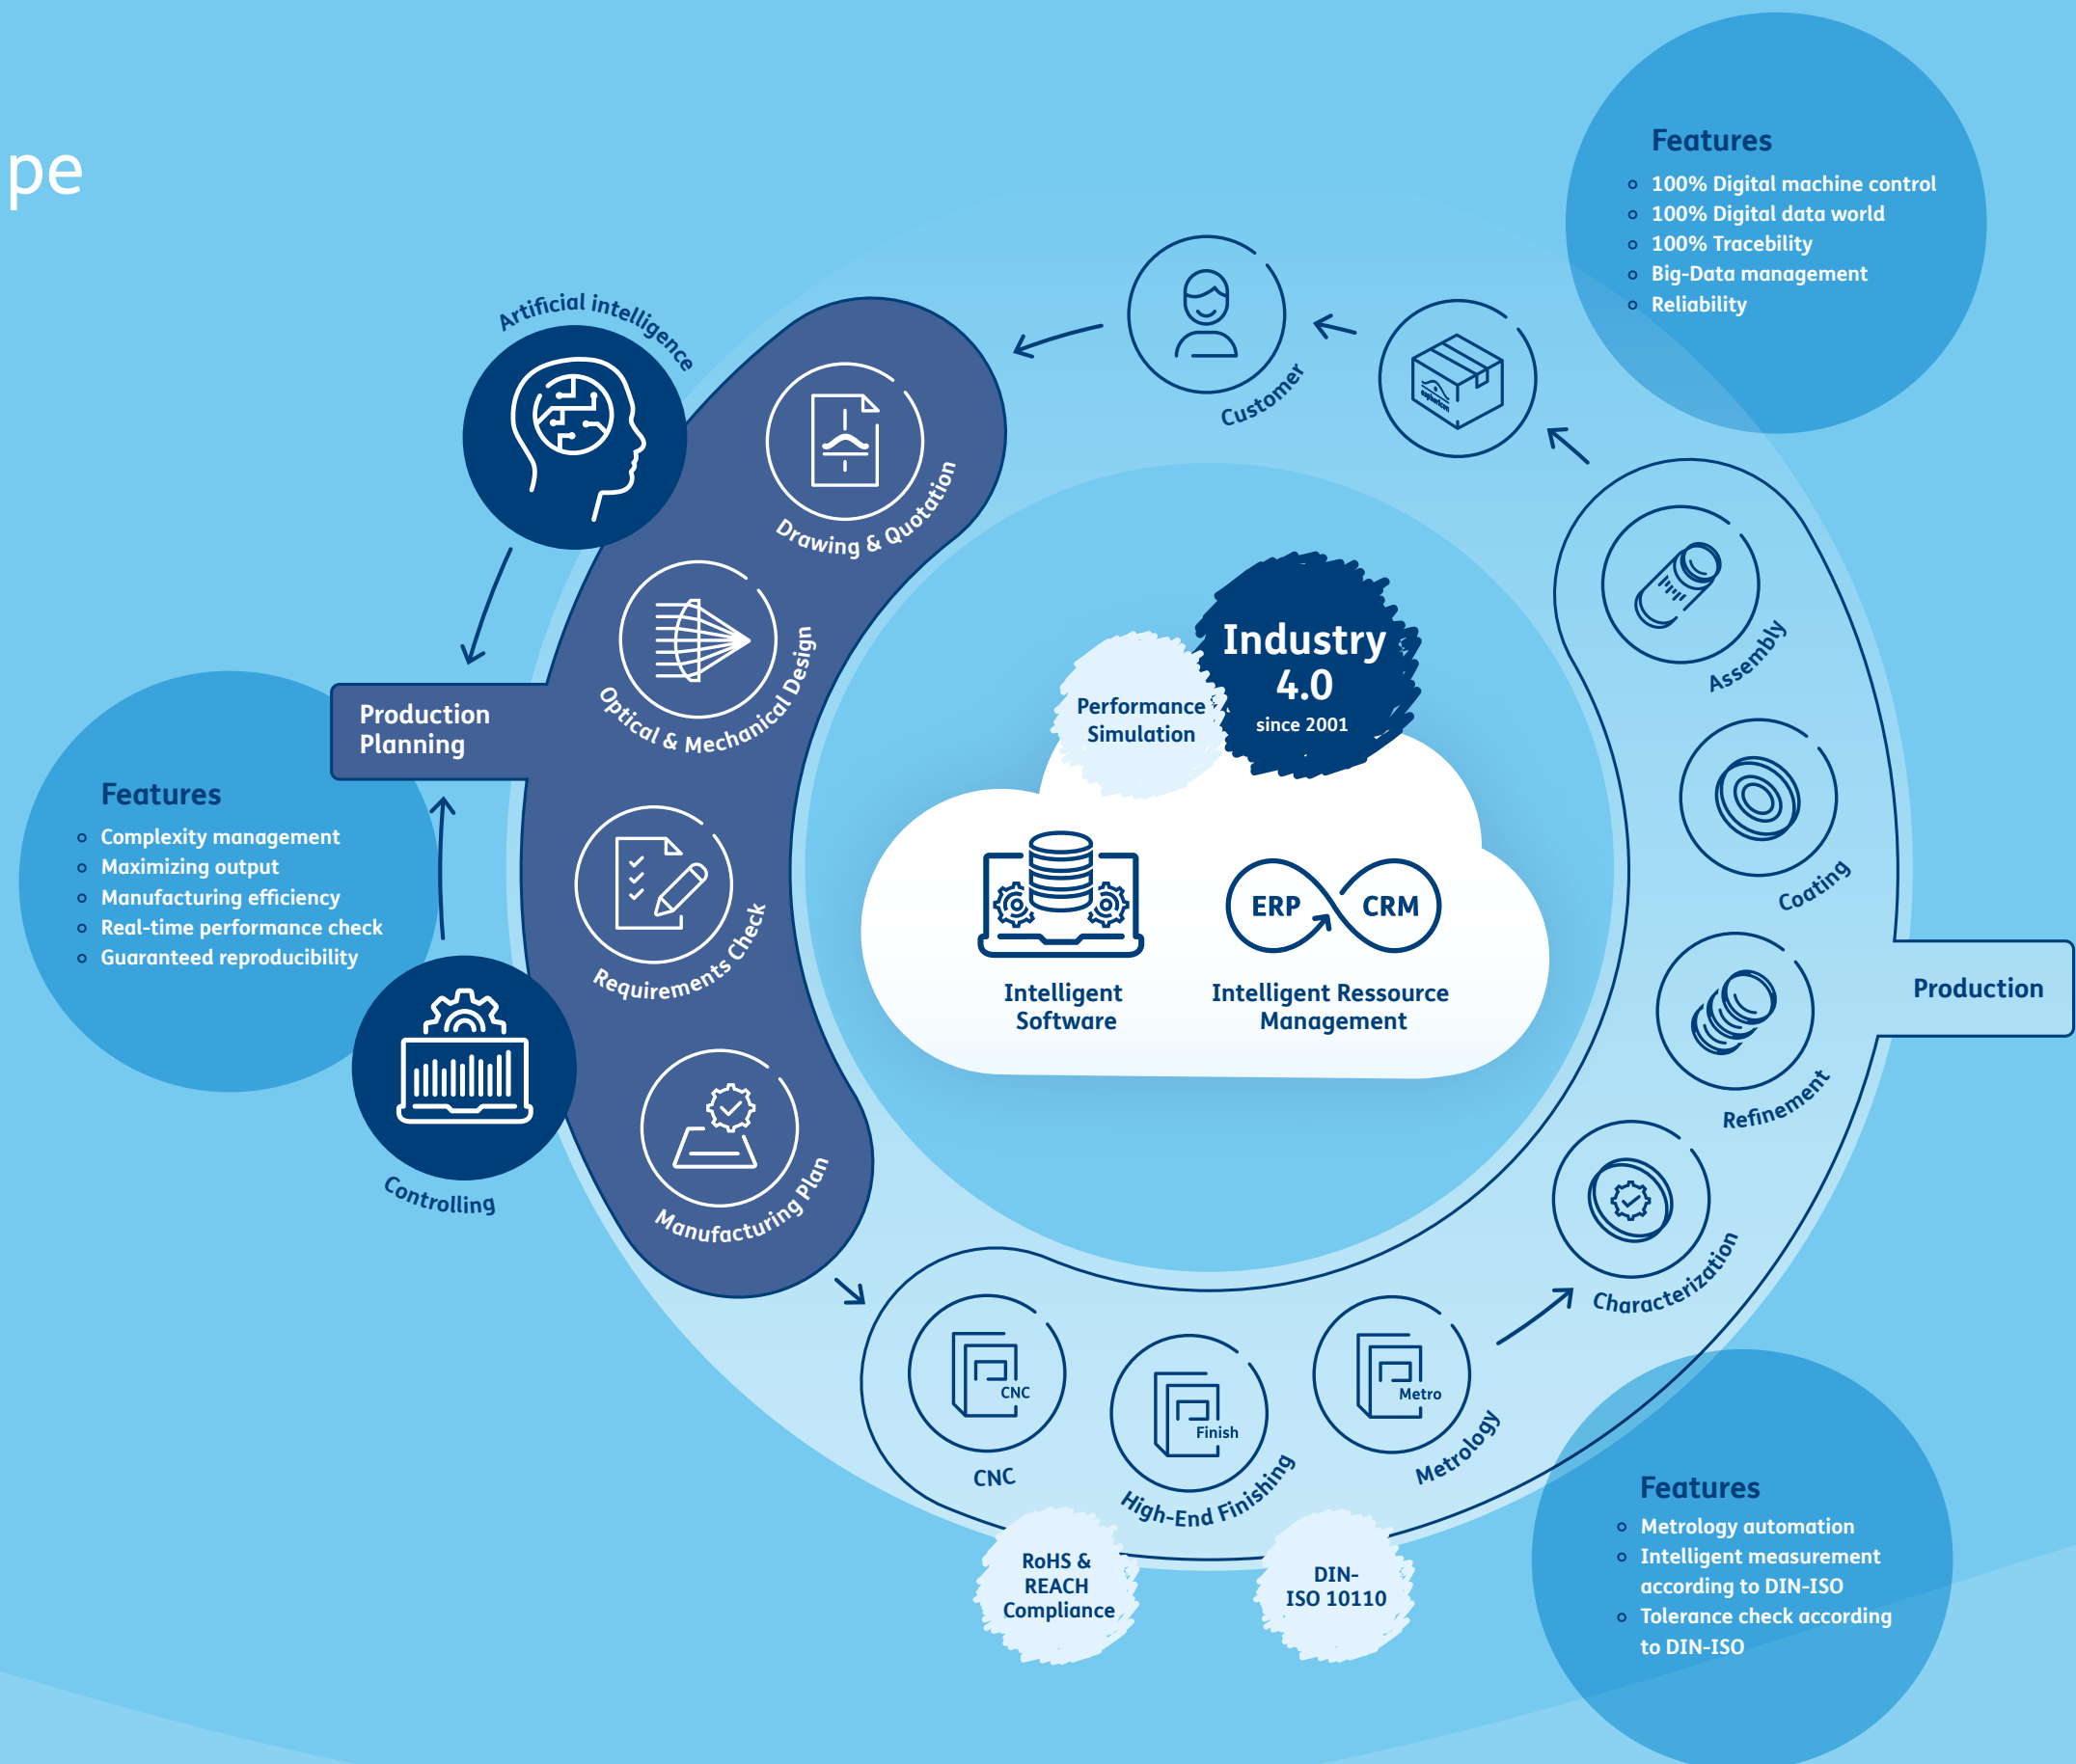 pe
Features
100% Digital machine control
100% Digital data world
100% Tracebility
Big-Data management
Reliability
Artificial intelligence
Customer
asphericon
Drawing & Quotation
Optical & Mechanical Design
Requirements Check
Manufacturing Plan
Production
Planning
Features
Complexity management
Maximizing output
Manufacturing efficiency
Real-time performance check
Guaranteed reproducibility
Controlling
Industry
4.0
since 2001
Performance
Simulation
ERP
CRM
Intelligent
Software
Intelligent Ressource
Management
Assembly
Coating
Refinement
Production
Characterization
CNC
CNC
Finish
High-End Finishing
Metro
Metrology
RoHS &
REACH
Compliance
DIN-
ISO 10110
Features
Metrology automation
Intelligent measurement
according to DIN-ISO
Tolerance check according
to DIN-ISO